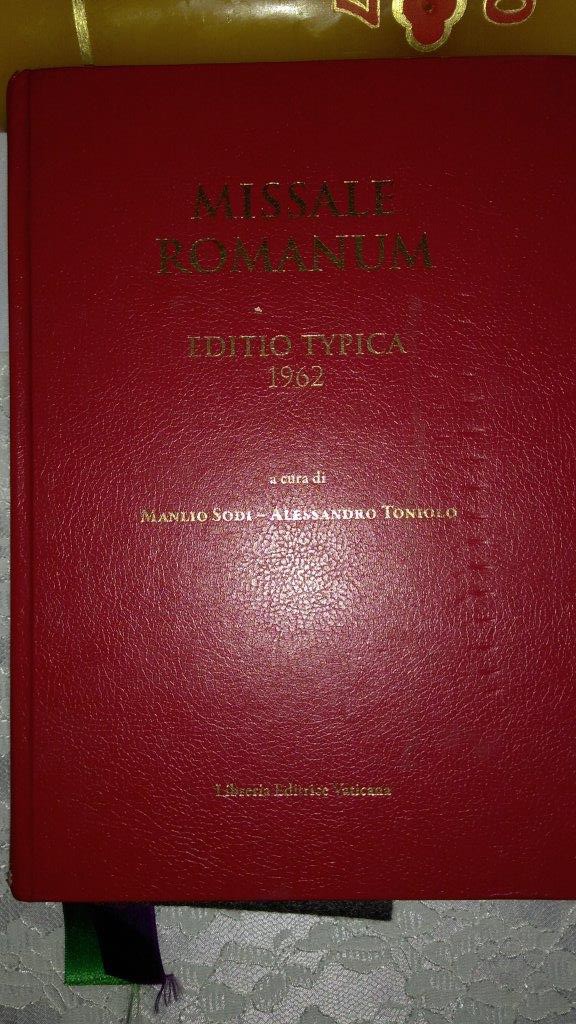 MISSALE
ROMANUM
EDITIO TYPICA
1962
a cura di
MANLIO SODI – ALESSANDRO TONIOLO
Libreria Editrice Vaticana